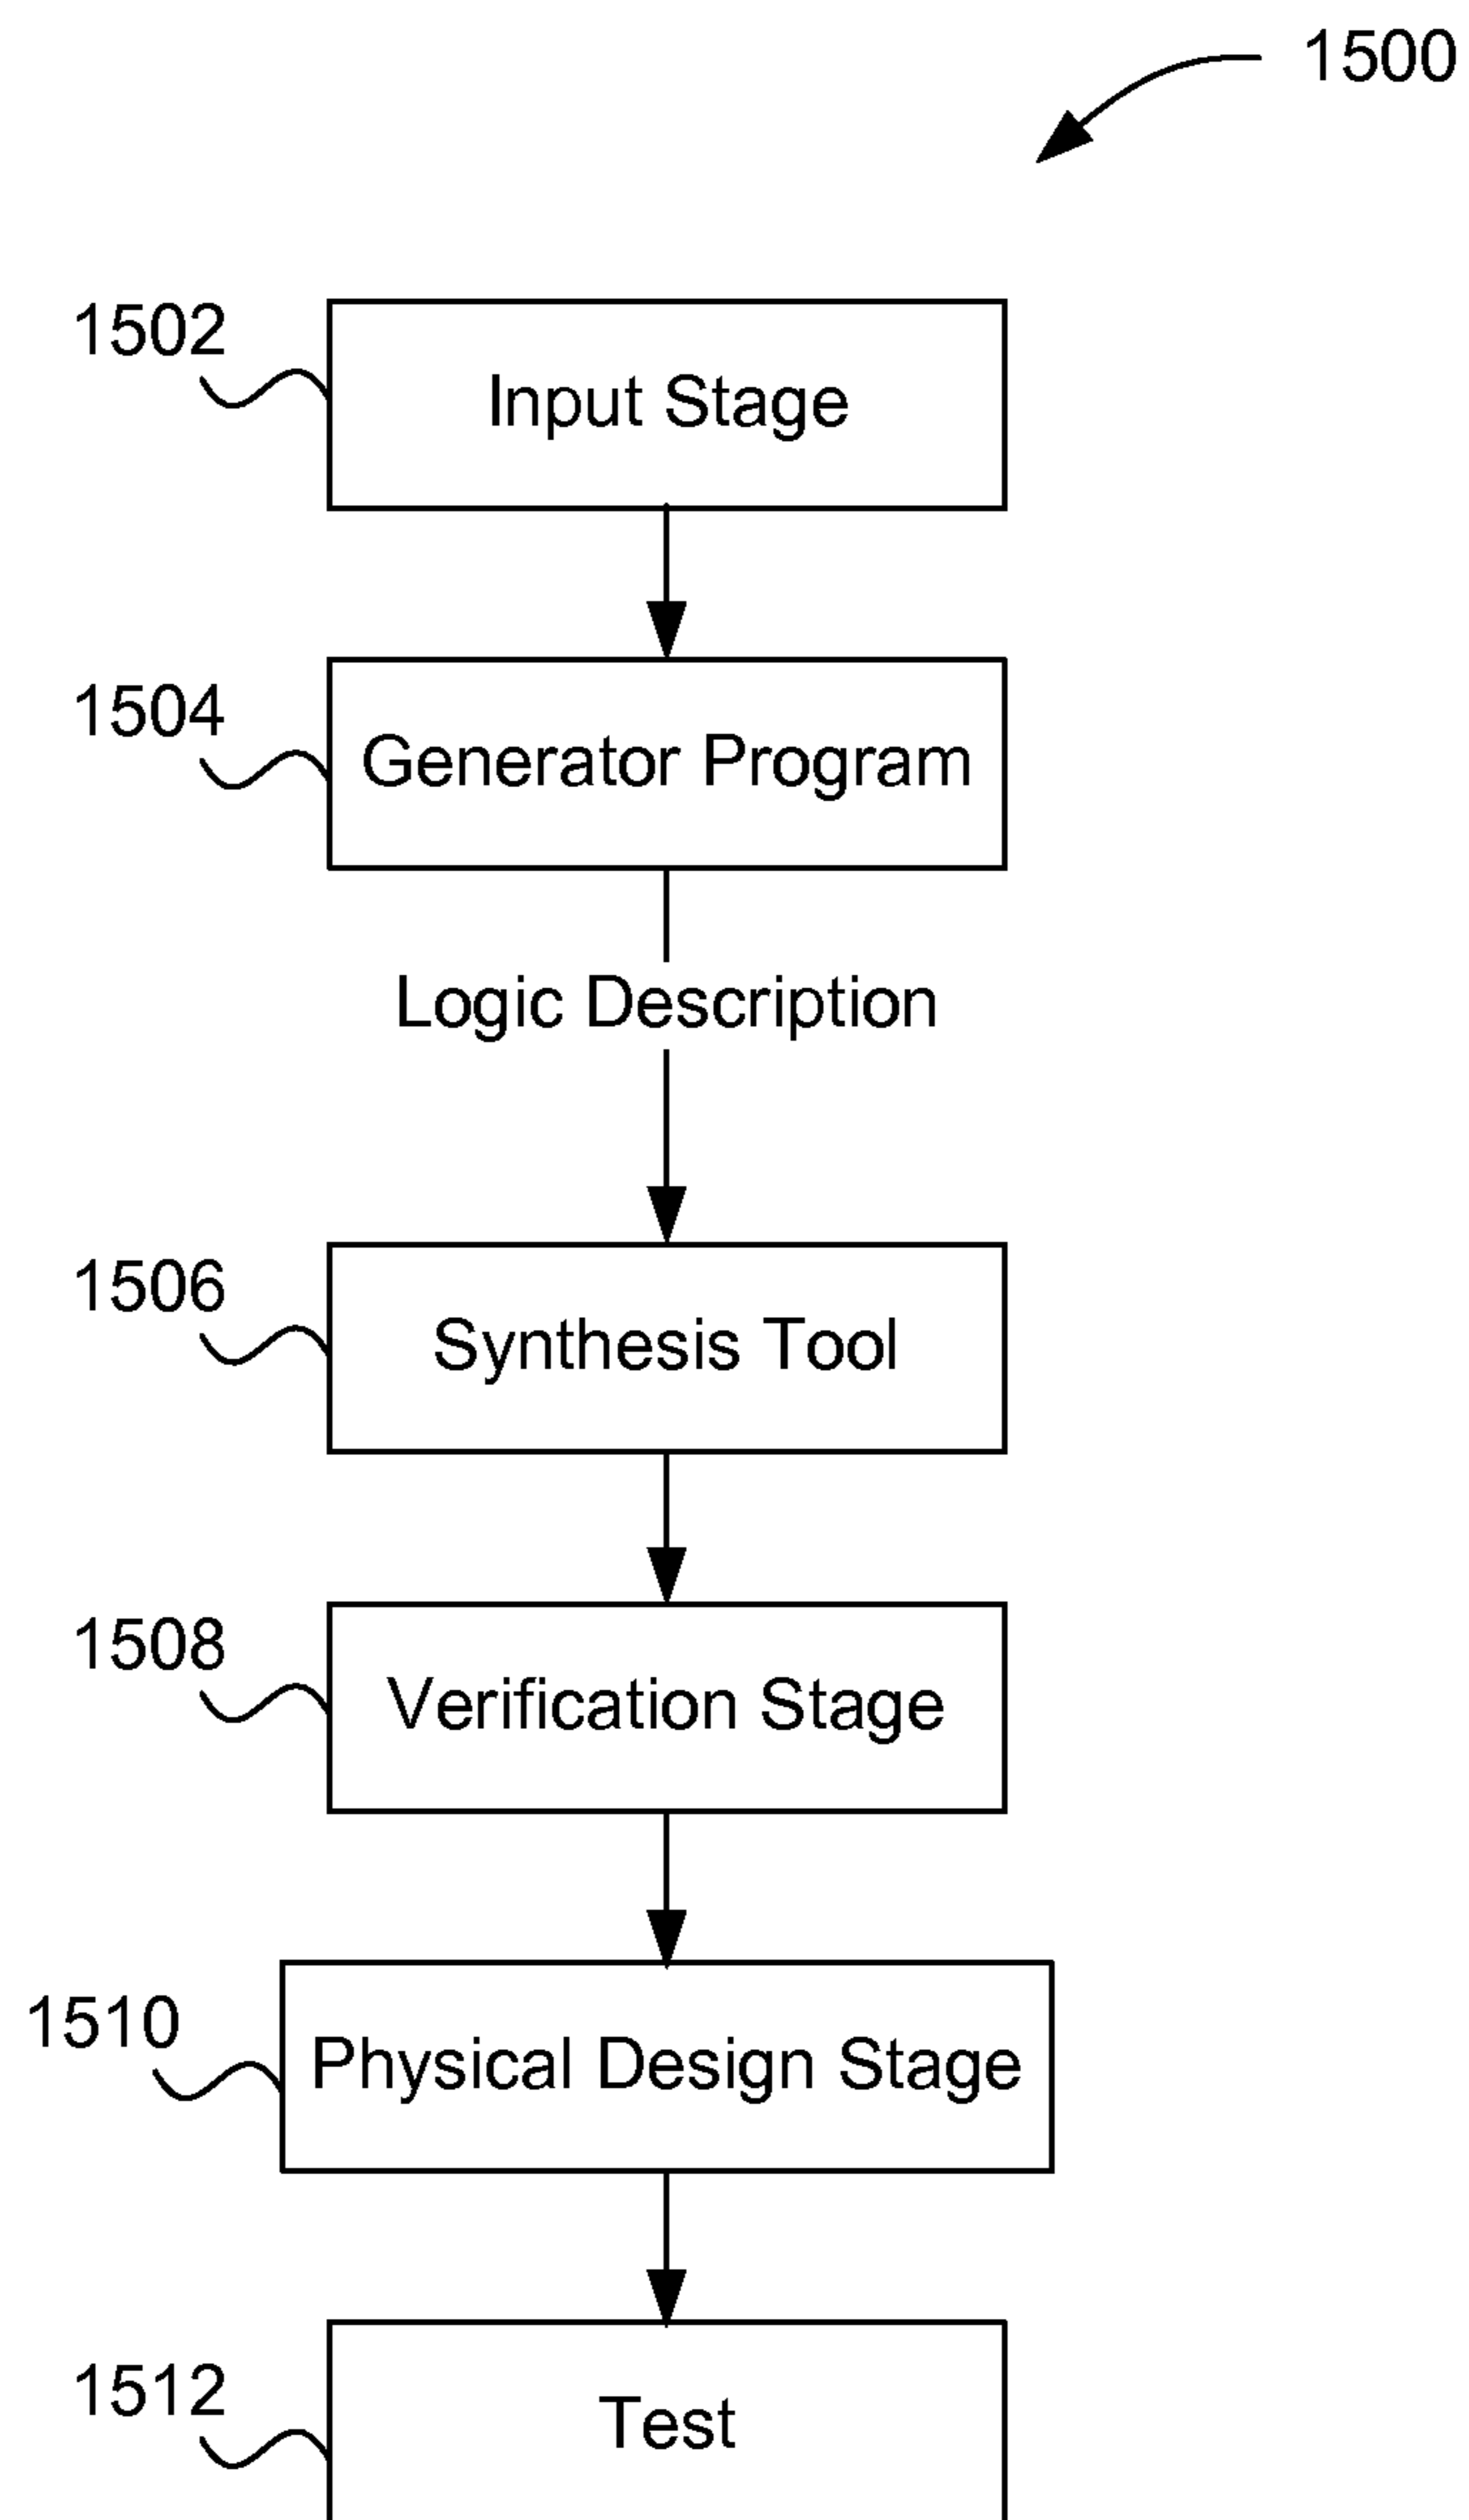 1500
1502
Input Stage
1504
Generator Program
Logic Description
1506
Synthesis Tool
1508
Verification Stage
1510
Physical Design Stage
1512
Test